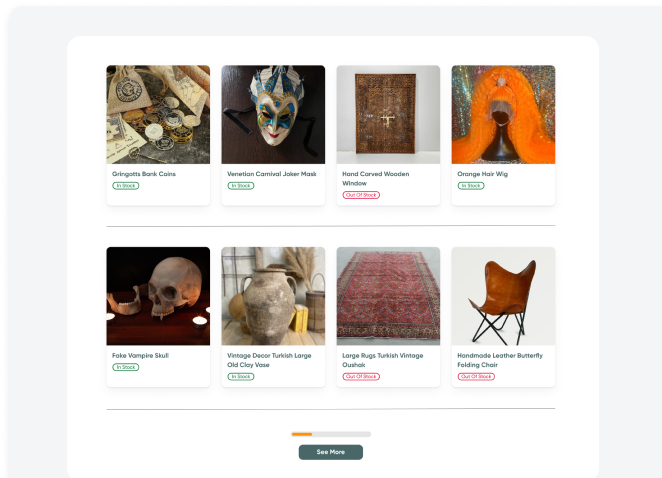 Gringotts Bank Coins
In Stock
Venetian Carnival Joker Mask
In Stock
Hand Carved Wooden
Window
Out Of Stock
Orange Hair Wig
In Stock
Fake Vampire Skull
In Stock
Vintage Decor Turkish Large
Old Clay Vase
In Stock
Large Rugs Turkish Vintage
Oushak
Out Of Stock
Handmade Leather Butterfly
Folding Chair
Out Of Stock
See More